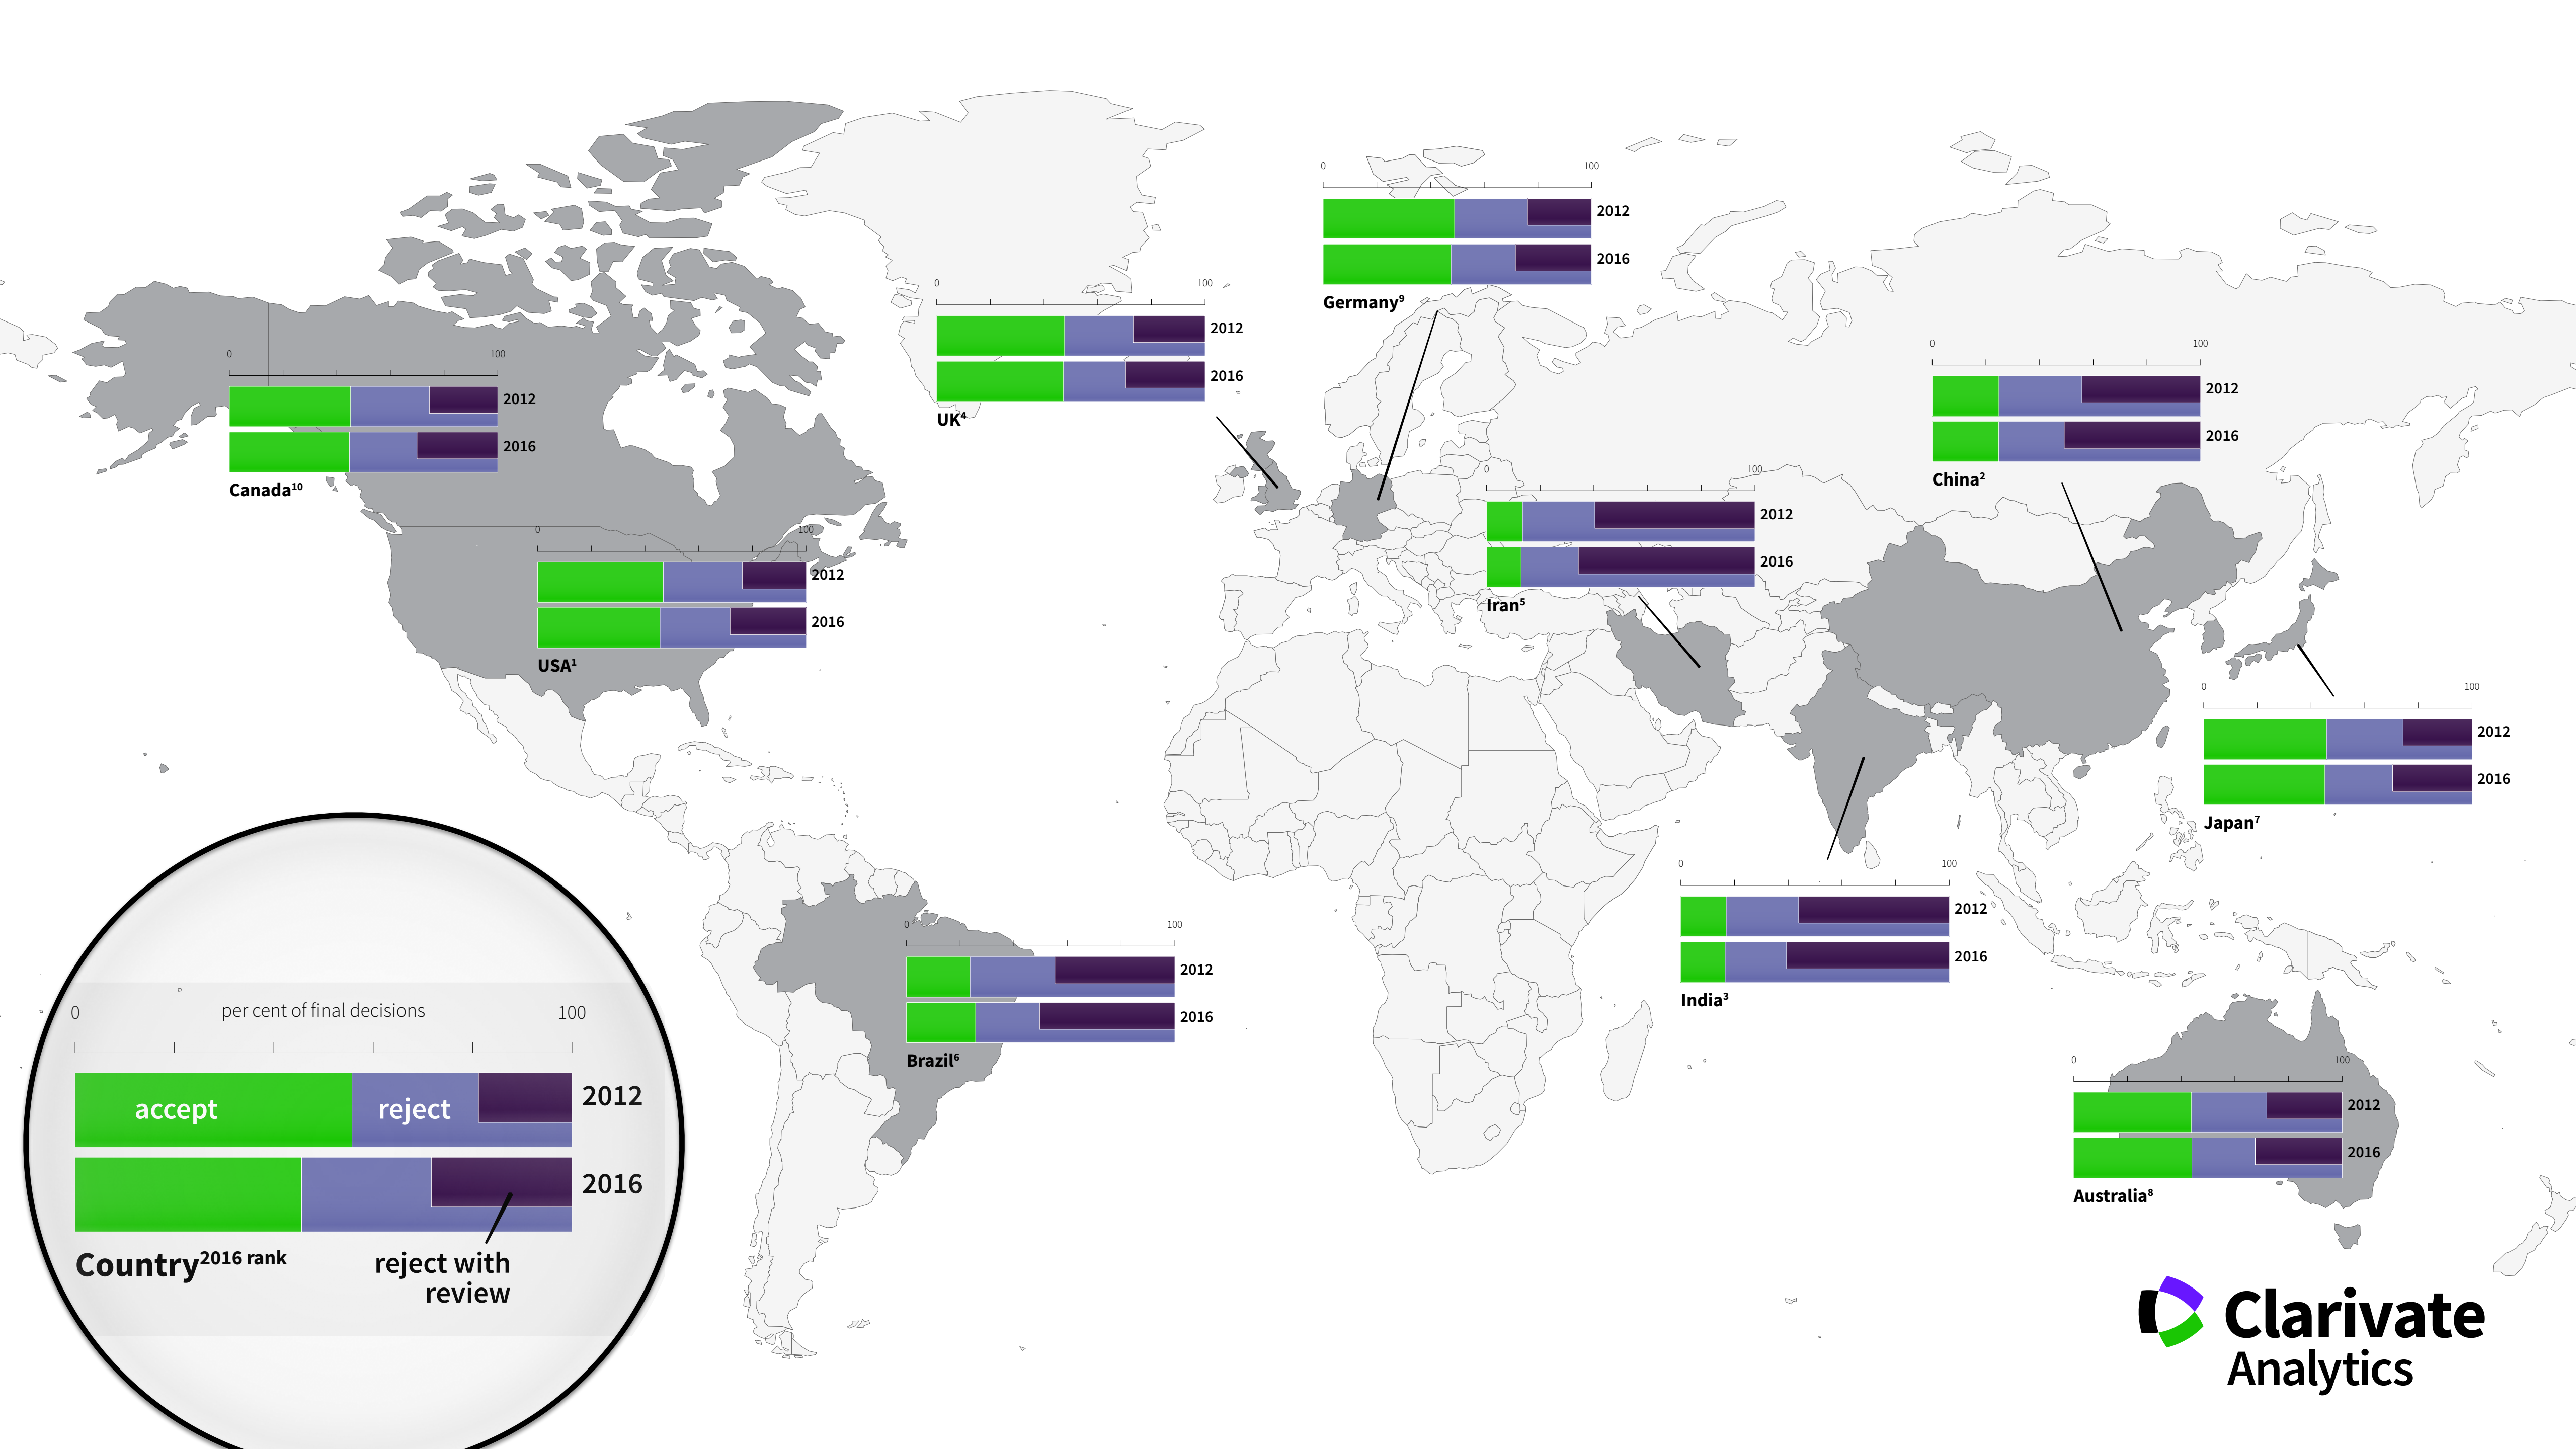 0 100
2012
2016
Germany⁹
0 100
2012
2016
UK⁴
0 100
2012
2016
China²
0 100
2012
2016
Canada¹⁰
0 100
2012
2016
Iran⁵
0 100
2012
2016
USA¹
0 100
2012
2016
Japan⁷
0 100
2012
2016
India³
0 100
2012
2016
Brazil⁶
0 100
2012
2016
Australia⁸
0 per cent of final decisions 100
accept reject 2012
2016
Country²⁰¹⁶ ʳᵃⁿᵏ
reject with
review
Clarivate
Analytics